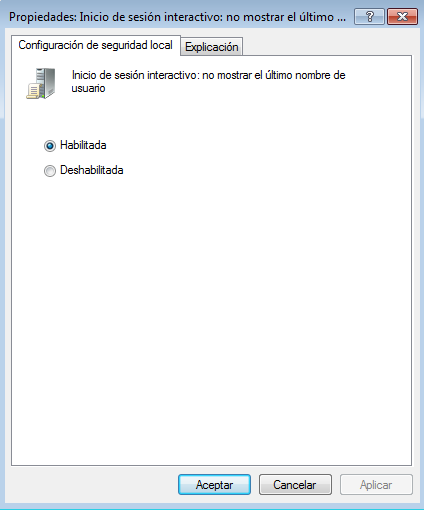 Propiedades: Inicio de sesión interactivo: no mostrar el último ...
Configuración de seguridad local
Explicación
Inicio de sesión interactivo: no mostrar el último nombre de
usuario
Habilitada
Deshabilitada
Aceptar
Cancelar
Aplicar